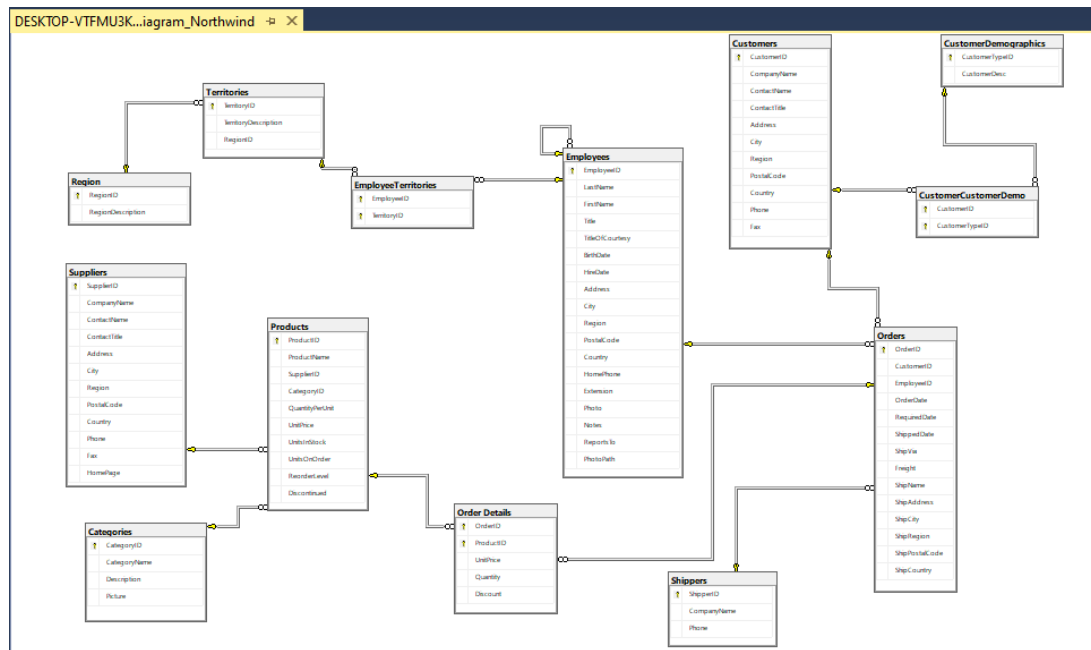 DESKTOP-VTFMU3K...iagram_Northwind
Customers
CustomerID
CompanyName
ContactName
ContactTitle
Address
City
Region
PostalCode
Country
Phone
Fax
CustomerDemographics
CustomerTypeID
CustomerDesc
Territories
TerritoryID
TerritoryDescription
RegionID
Region
RegionID
RegionDescription
EmployeeTerritories
EmployeeID
TerritoryID
Employees
EmployeeID
LastName
FirstName
Title
TitleOfCourtesy
BirthDate
HireDate
Address
City
Region
PostalCode
Country
HomePhone
Extension
Photo
Notes
ReportsTo
PhotoPath
CustomerCustomerDemo
CustomerID
CustomerTypeID
Suppliers
SupplierID
CompanyName
ContactName
ContactTitle
Address
City
Region
PostalCode
Country
Phone
Fax
HomePage
Products
ProductID
ProductName
SupplierID
CategoryID
QuantityPerUnit
UnitPrice
UnitsInStock
UnitsOnOrder
ReorderLevel
Discontinued
Orders
OrderID
CustomerID
EmployeeID
OrderDate
RequiredDate
ShippedDate
ShipVia
Freight
ShipName
ShipAddress
ShipCity
ShipRegion
ShipPostalCode
ShipCountry
Categories
CategoryID
CategoryName
Description
Picture
Order Details
OrderID
ProductID
UnitPrice
Quantity
Discount
Shippers
ShipperID
CompanyName
Phone